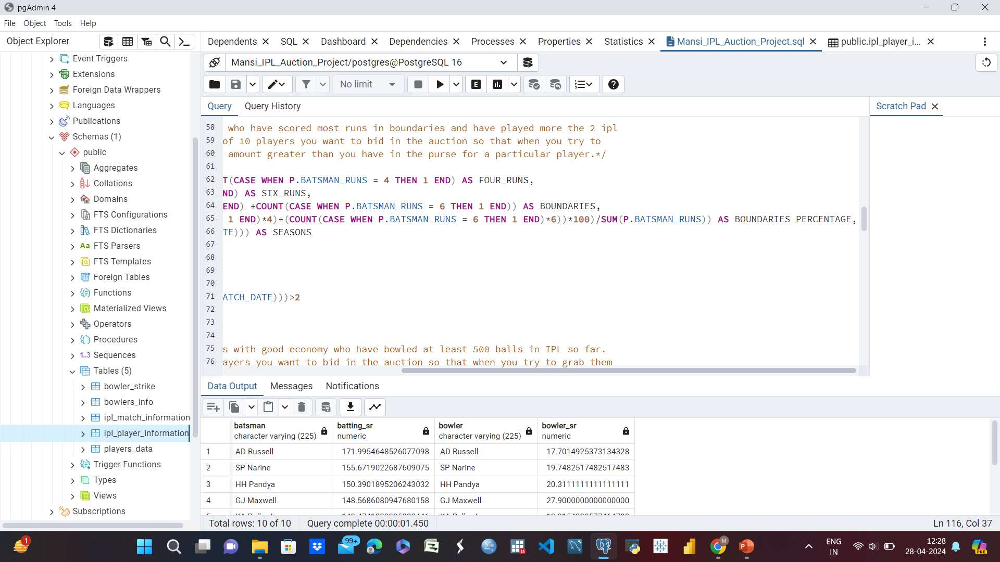 pgAdmin 4
File Object Tools Help
Object Explorer
Dependents SQL Dashboard Dependencies Processes Properties Statistics Mansi_IPL_Auction_Project.sql public.ipl_player_i...
Mansi_IPL_Auction_Project/postgres@PostgreSQL 16
No limit
E
Query Query History
Scratch Pad
Event Triggers
Extensions
Foreign Data Wrappers
Languages
Publications
Schemas (1)
public
Aggregates
Collations
Domains
FTS Configurations
FTS Dictionaries
FTS Parsers
FTS Templates
Foreign Tables
Functions
Materialized Views
Operators
Procedures
1..3 Sequences
Tables (5)
bowler_strike
bowlers_info
ipl_match_information
ipl_player_information
players_data
Trigger Functions
Types
Views
Subscriptions
58 who have scored most runs in boundaries and have played more the 2 ipl
59 of 10 players you want to bid in the auction so that when you try to
60 amount greater than you have in the purse for a particular player.*/
61
62 T(CASE WHEN P.BATSMAN_RUNS = 4 THEN 1 END) AS FOUR_RUNS,
63 ND) AS SIX_RUNS,
64 END) +COUNT(CASE WHEN P.BATSMAN_RUNS = 6 THEN 1 END)) AS BOUNDARIES,
65 1 END)*4)+(COUNT(CASE WHEN P.BATSMAN_RUNS = 6 THEN 1 END)*6))*100)/SUM(P.BATSMAN_RUNS)) AS BOUNDARIES_PERCENTAGE,
66 TE))) AS SEASONS
67
68
69
70
71 ATCH_DATE)))>2
72
73
74
75 s with good economy who have bowled at least 500 balls in IPL so far.
76 ayers you want to bid in the auction so that when you try to grab them
Data Output Messages Notifications
batsman batting_sr bowler bowler_sr
character varying (225) numeric character varying (225) numeric
1 AD Russell 171.9954648526077098 AD Russell 17.7014925373134328
2 SP Narine 155.6719022687609075 SP Narine 19.7482517482517483
3 HH Pandya 150.3901895206243032 HH Pandya 20.3111111111111111
4 GJ Maxwell 148.5686080947680158 GJ Maxwell 27.9000000000000000
Total rows: 10 of 10 Query complete 00:00:01.450 Ln 116, Col 37
1
99+
15
M
ENG
IN
12:28
28-04-2024
PRE